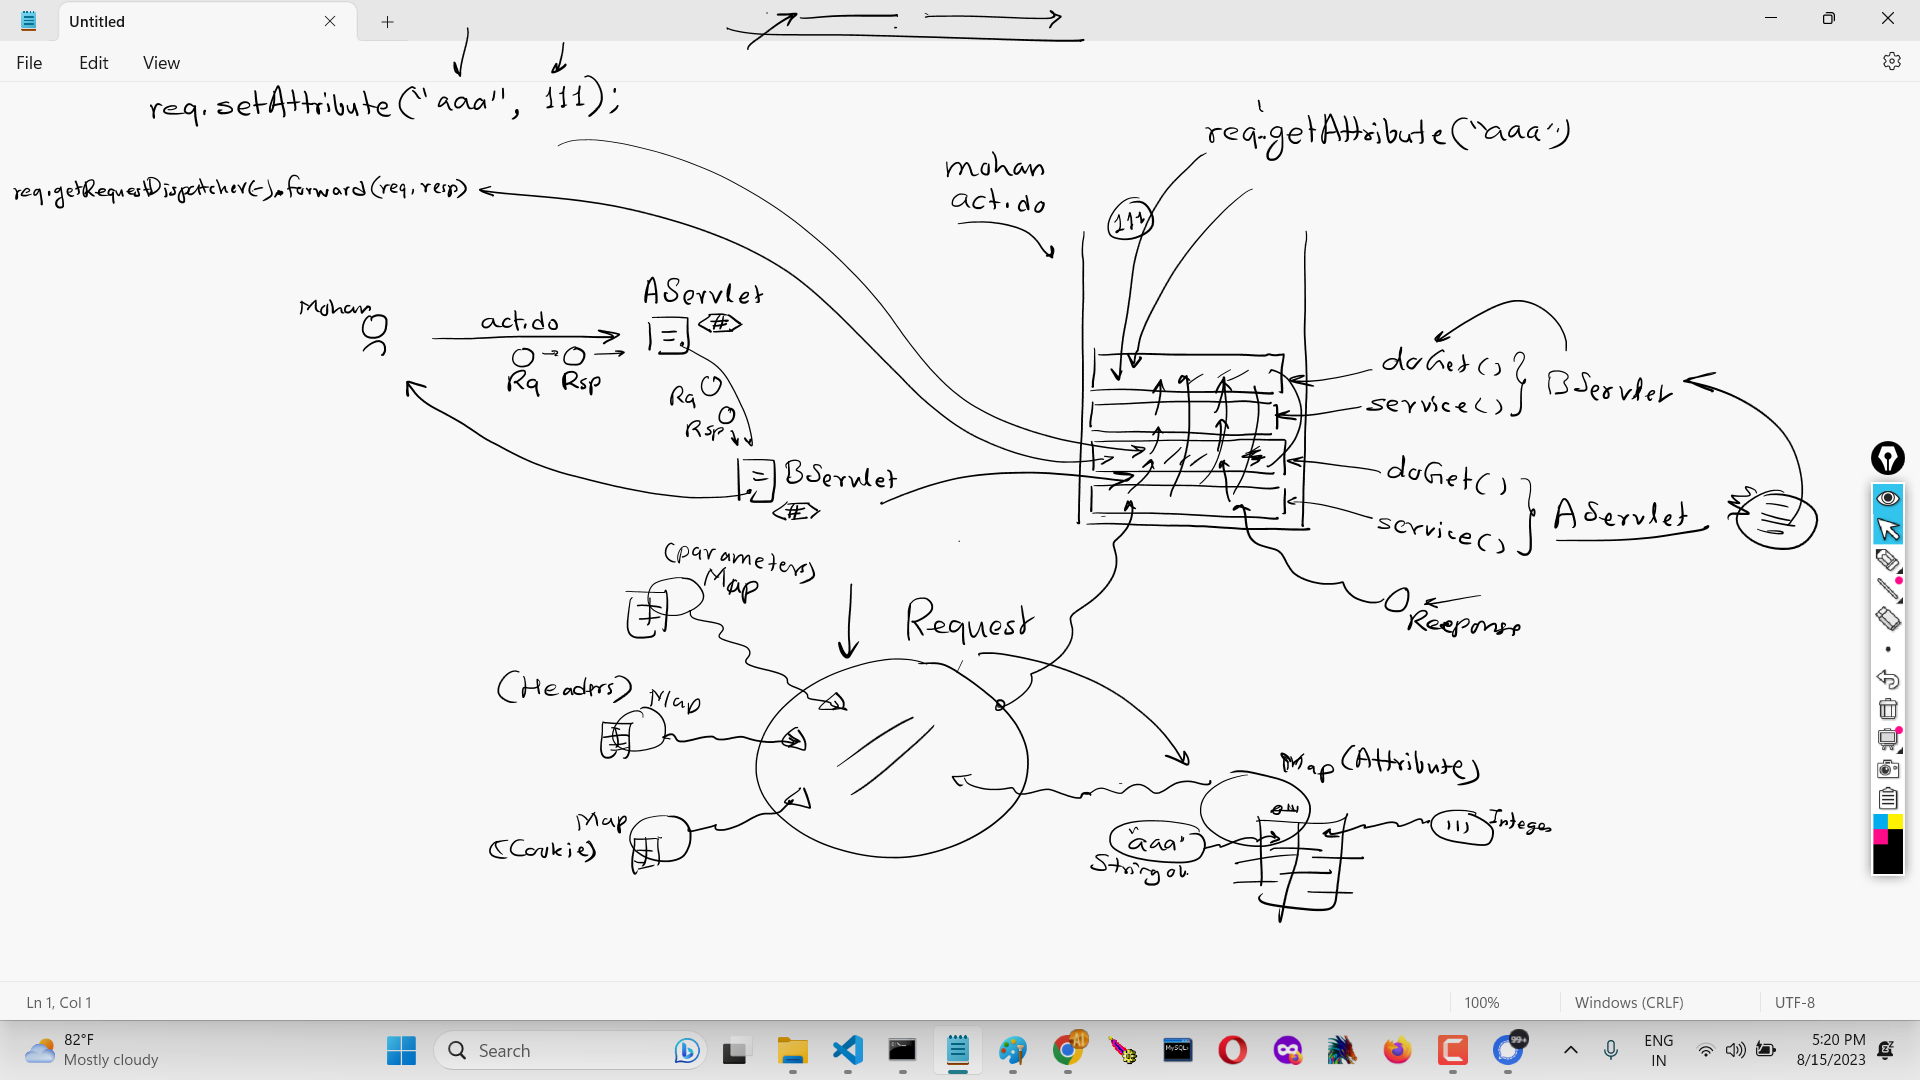 Untitled
File Edit View
req.setAttribute("aaa", 111);
req.getAttribute("aaa")
req.getRequestDispatcher(-).forward(req,resp)
mohan
act.do
111
Mohan
act.do
Rq Rsp
AServlet
#
Rq
Rsp
BServlet
#
doGet()
service()
BServlet
doGet()
service()
AServlet
(parameters)
Map
Request
Response
(Headers)
Map
Map
(Cookie)
Map (Attribute)
"aaa"
String
111
Integer
Ln 1, Col 1
100%
Windows (CRLF)
UTF-8
82°F
Mostly cloudy
Search
MySQL
99+
ENG
IN
5:20 PM
8/15/2023